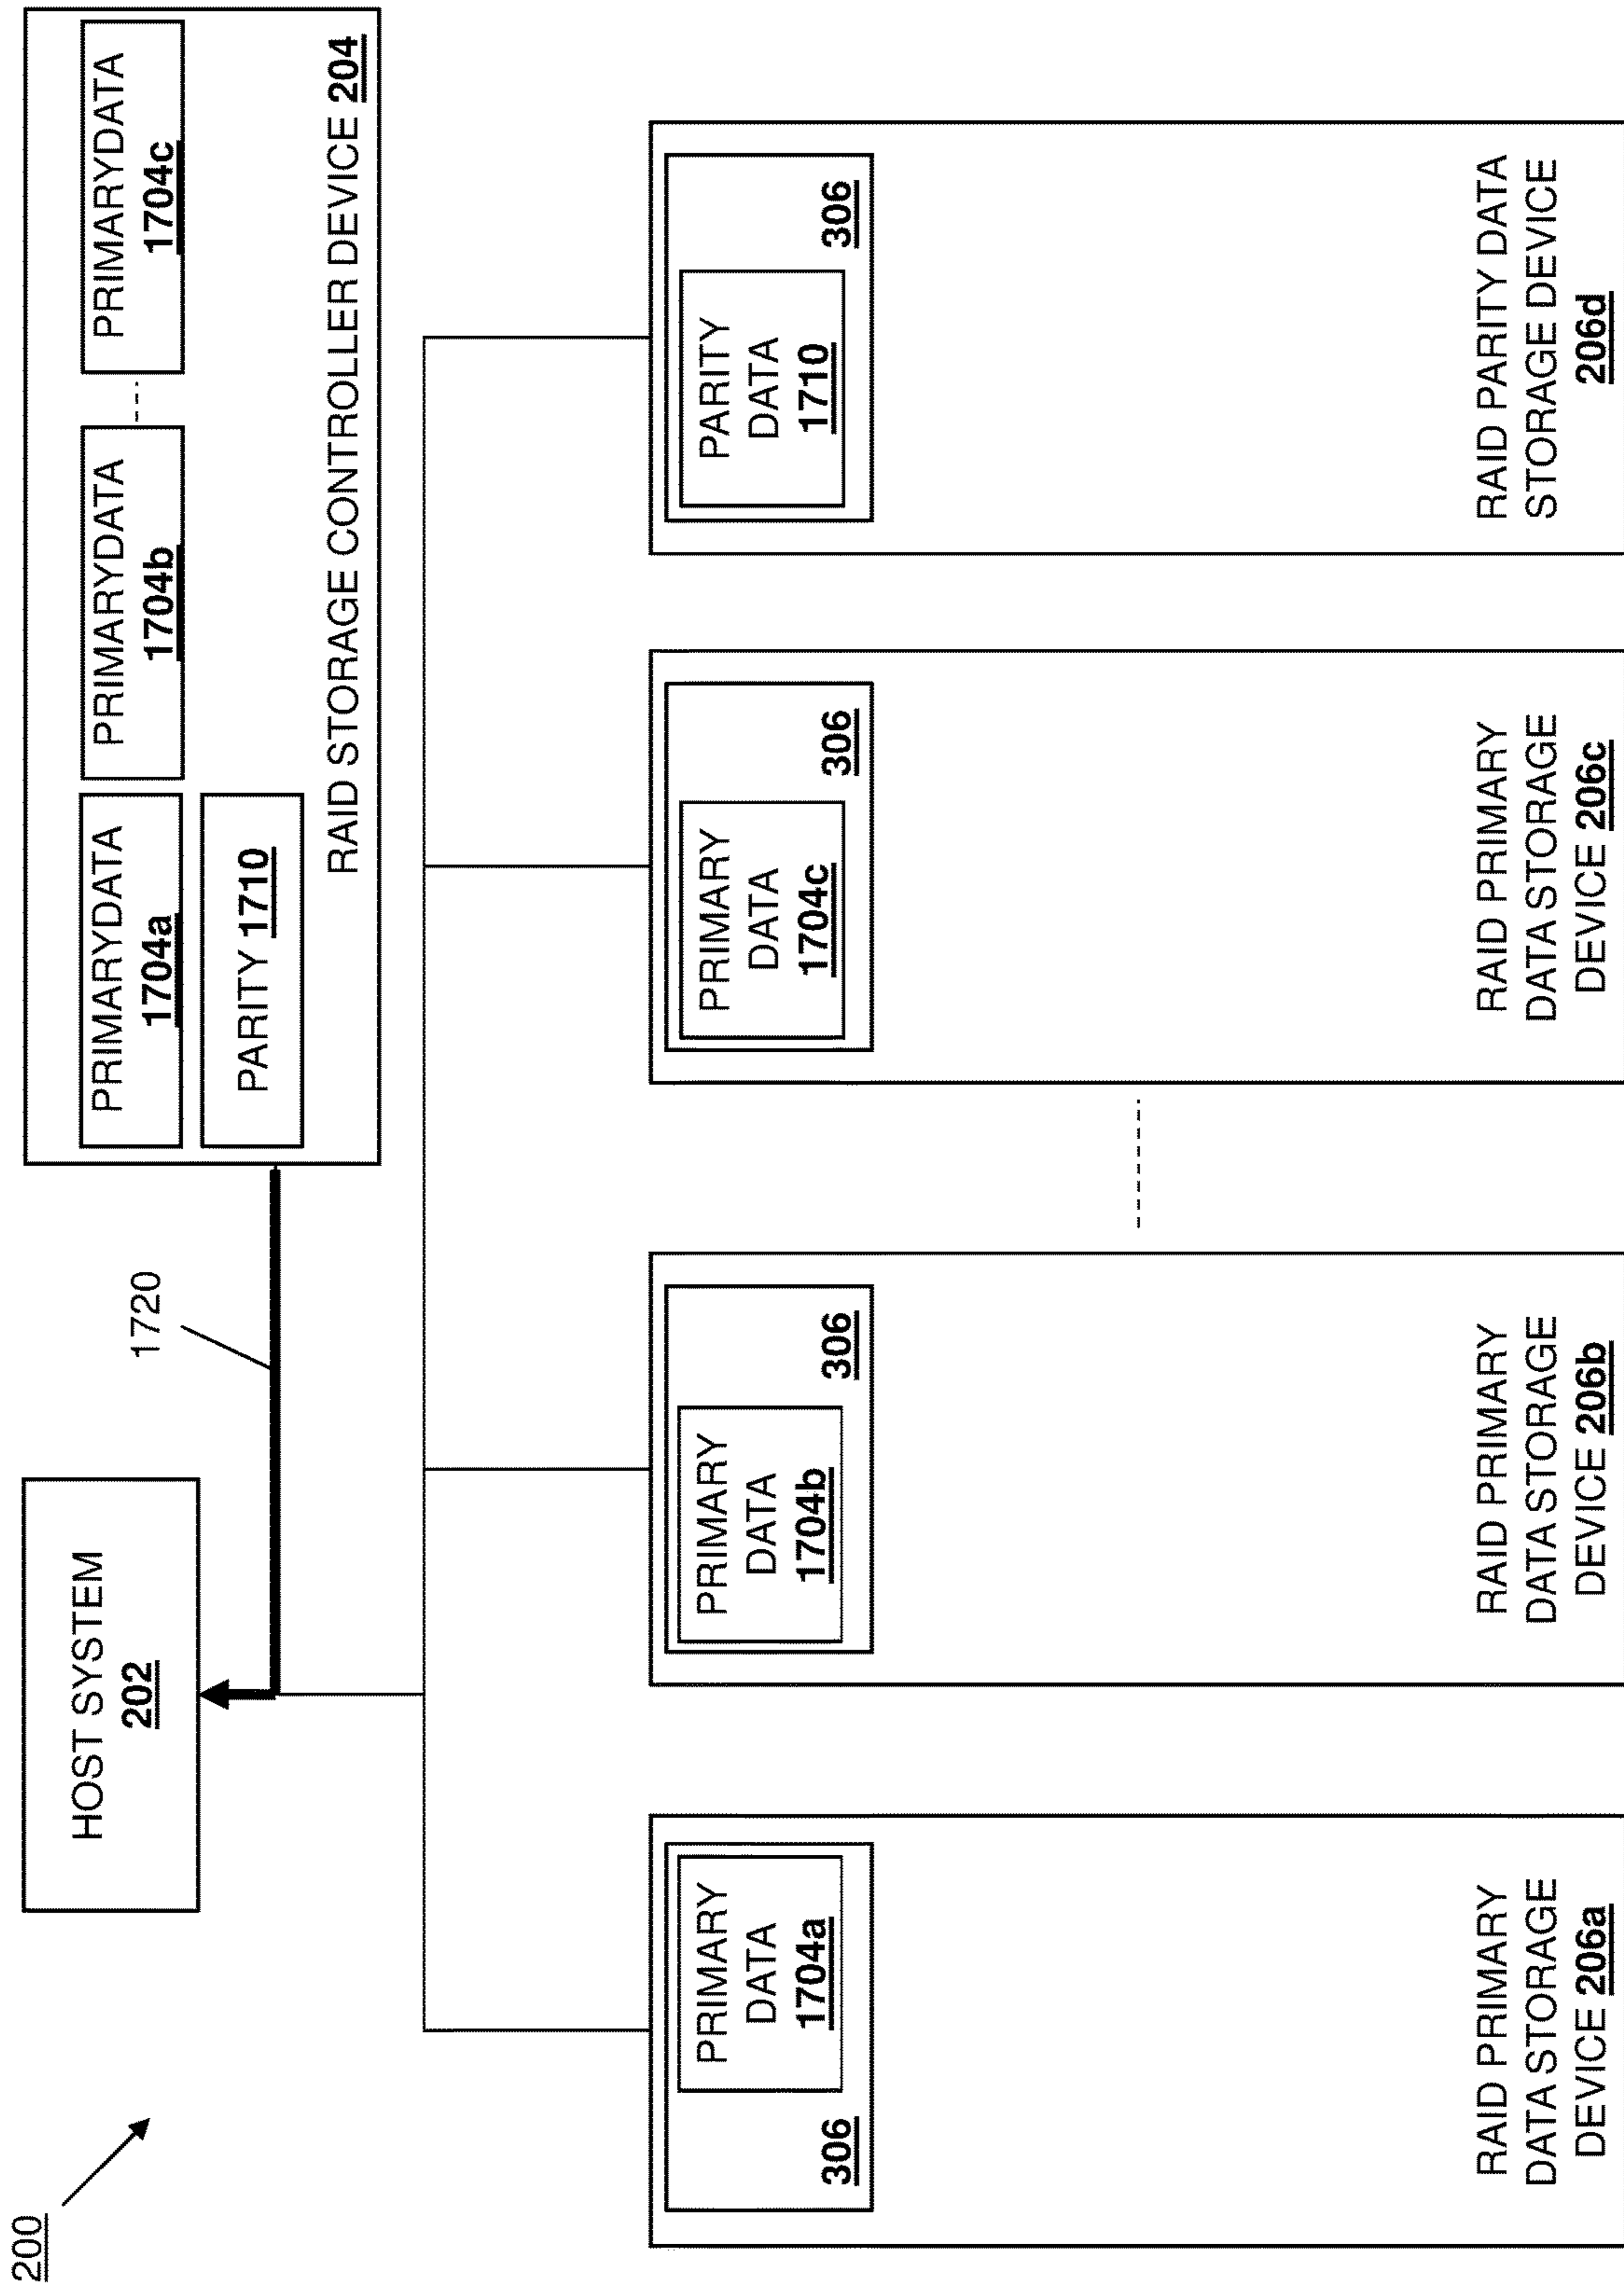 200
HOST SYSTEM
202
1720
PRIMARYDATA
1704a
PRIMARYDATA
1704b
PRIMARYDATA
1704c
PARITY 1710
RAID STORAGE CONTROLLER DEVICE 204
306
PRIMARY
DATA
1704a
RAID PRIMARY
DATA STORAGE
DEVICE 206a
PRIMARY
DATA
1704b
306
RAID PRIMARY
DATA STORAGE
DEVICE 206b
PRIMARY
DATA
1704c
306
RAID PRIMARY
DATA STORAGE
DEVICE 206c
PARITY
DATA
1710
306
RAID PARITY DATA
STORAGE DEVICE
206d